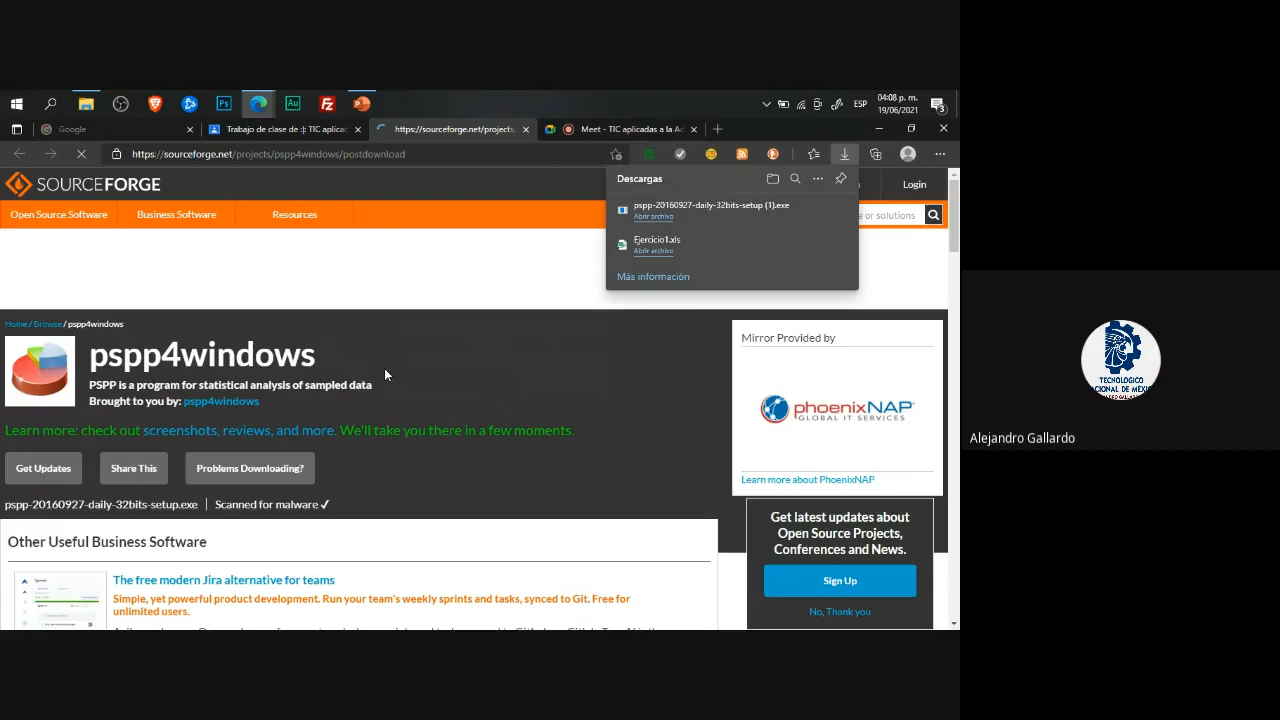 Ps
Au
Fz
ESP
04:08 p. m.
19/06/2021
3
Google
Trabajo de clase de :|: TIC aplicac
https://sourceforge.net/projects
Meet - TIC aplicadas a la Ad
https://sourceforge.net/projects/pspp4windows/postdownload
SOURCEFORGE
Login
Open Source Software
Business Software
Resources
e or solutions
Descargas
pspp-20160927-daily-32bits-setup (1).exe
Abrir archivo
Ejercicio1.xls
Abrir archivo
Más información
Home / Browse / pspp4windows
pspp4windows
PSPP is a program for statistical analysis of sampled data
Brought to you by: pspp4windows
Learn more: check out screenshots, reviews, and more. We'll take you there in a few moments.
Get Updates
Share This
Problems Downloading?
pspp-20160927-daily-32bits-setup.exe | Scanned for malware ✓
Mirror Provided by
phoenixNAP
GLOBAL IT SERVICES
Learn more about PhoenixNAP
Get latest updates about
Open Source Projects,
Conferences and News.
Sign Up
No, Thank you
Other Useful Business Software
The free modern Jira alternative for teams
Simple, yet powerful product development. Run your team's weekly sprints and tasks, synced to Git. Free for
unlimited users.
TECNOLÓGICO
NACIONAL DE MÉXICO
Alejandro Gallardo